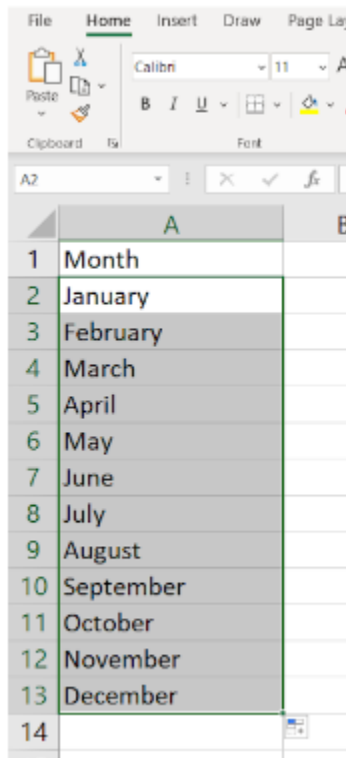 File Home Insert Draw Page La
Calibri 11 A
Paste B I U
Clipboard Font
A2 fx
A
1 Month
2 January
3 February
4 March
5 April
6 May
7 June
8 July
9 August
10 September
11 October
12 November
13 December
14